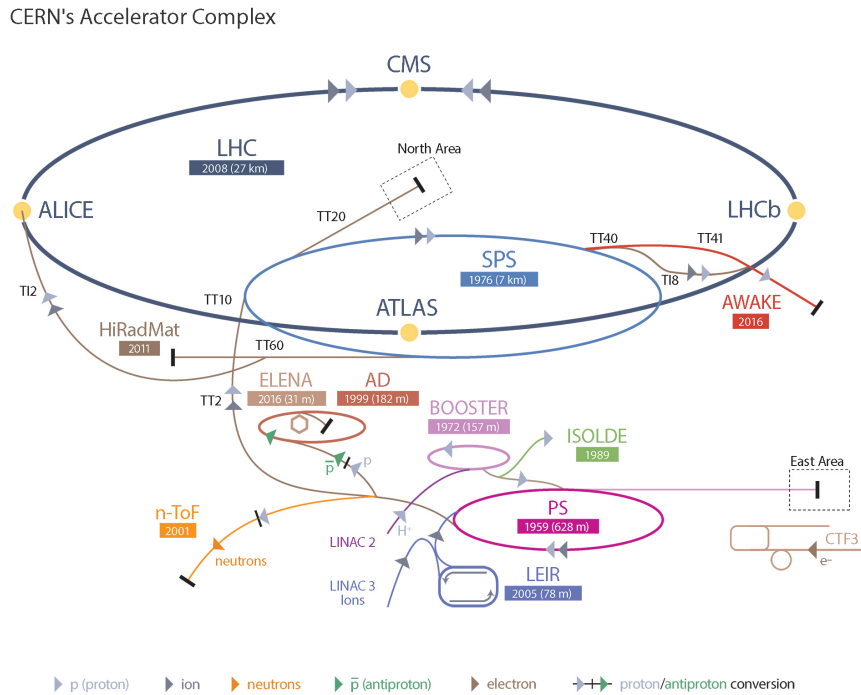 CERN's Accelerator Complex
CMS
LHC
2008 (27 km)
North Area
ALICE
TT20
LHCb
TT40
TT41
SPS
1976 (7 km)
TI8
TI2
TT10
ATLAS
AWAKE
2016
HiRadMat
2011
TT60
ELENA
2016 (31 m)
AD
1999 (182 m)
TT2
BOOSTER
1972 (157 m)
ISOLDE
1989
p̅
p
East Area
n-ToF
2001
PS
1959 (628 m)
H⁺
LINAC 2
neutrons
CTF3
e–
LINAC 3
Ions
LEIR
2005 (78 m)
p (proton)
ion
neutrons
p̅ (antiproton)
electron
proton/antiproton conversion